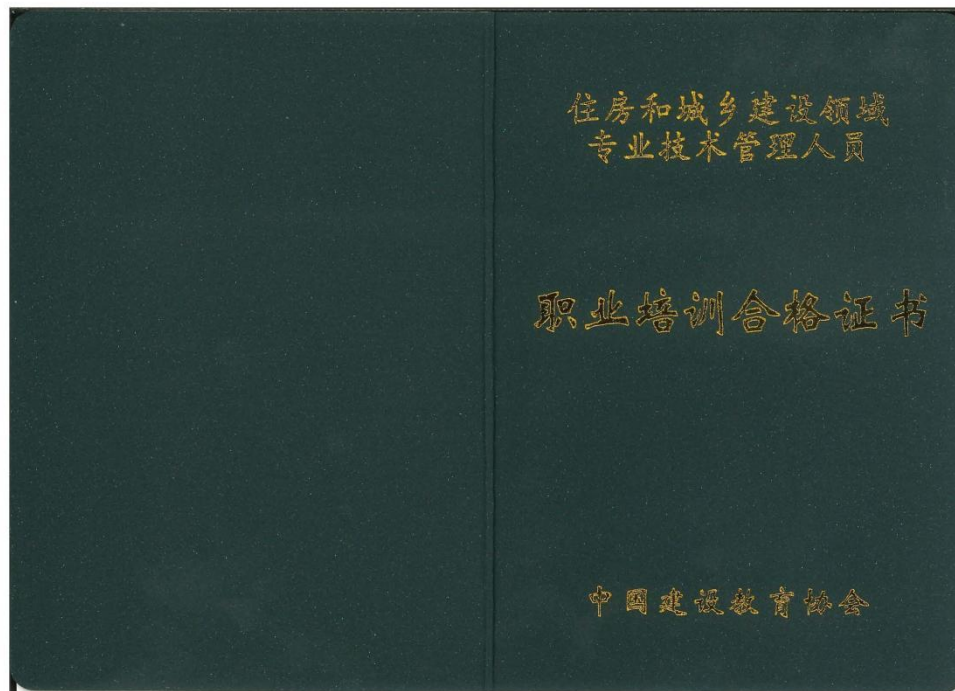 住房和城乡建设领域
专业技术管理人员
职业培训合格证书
中国建设教育协会